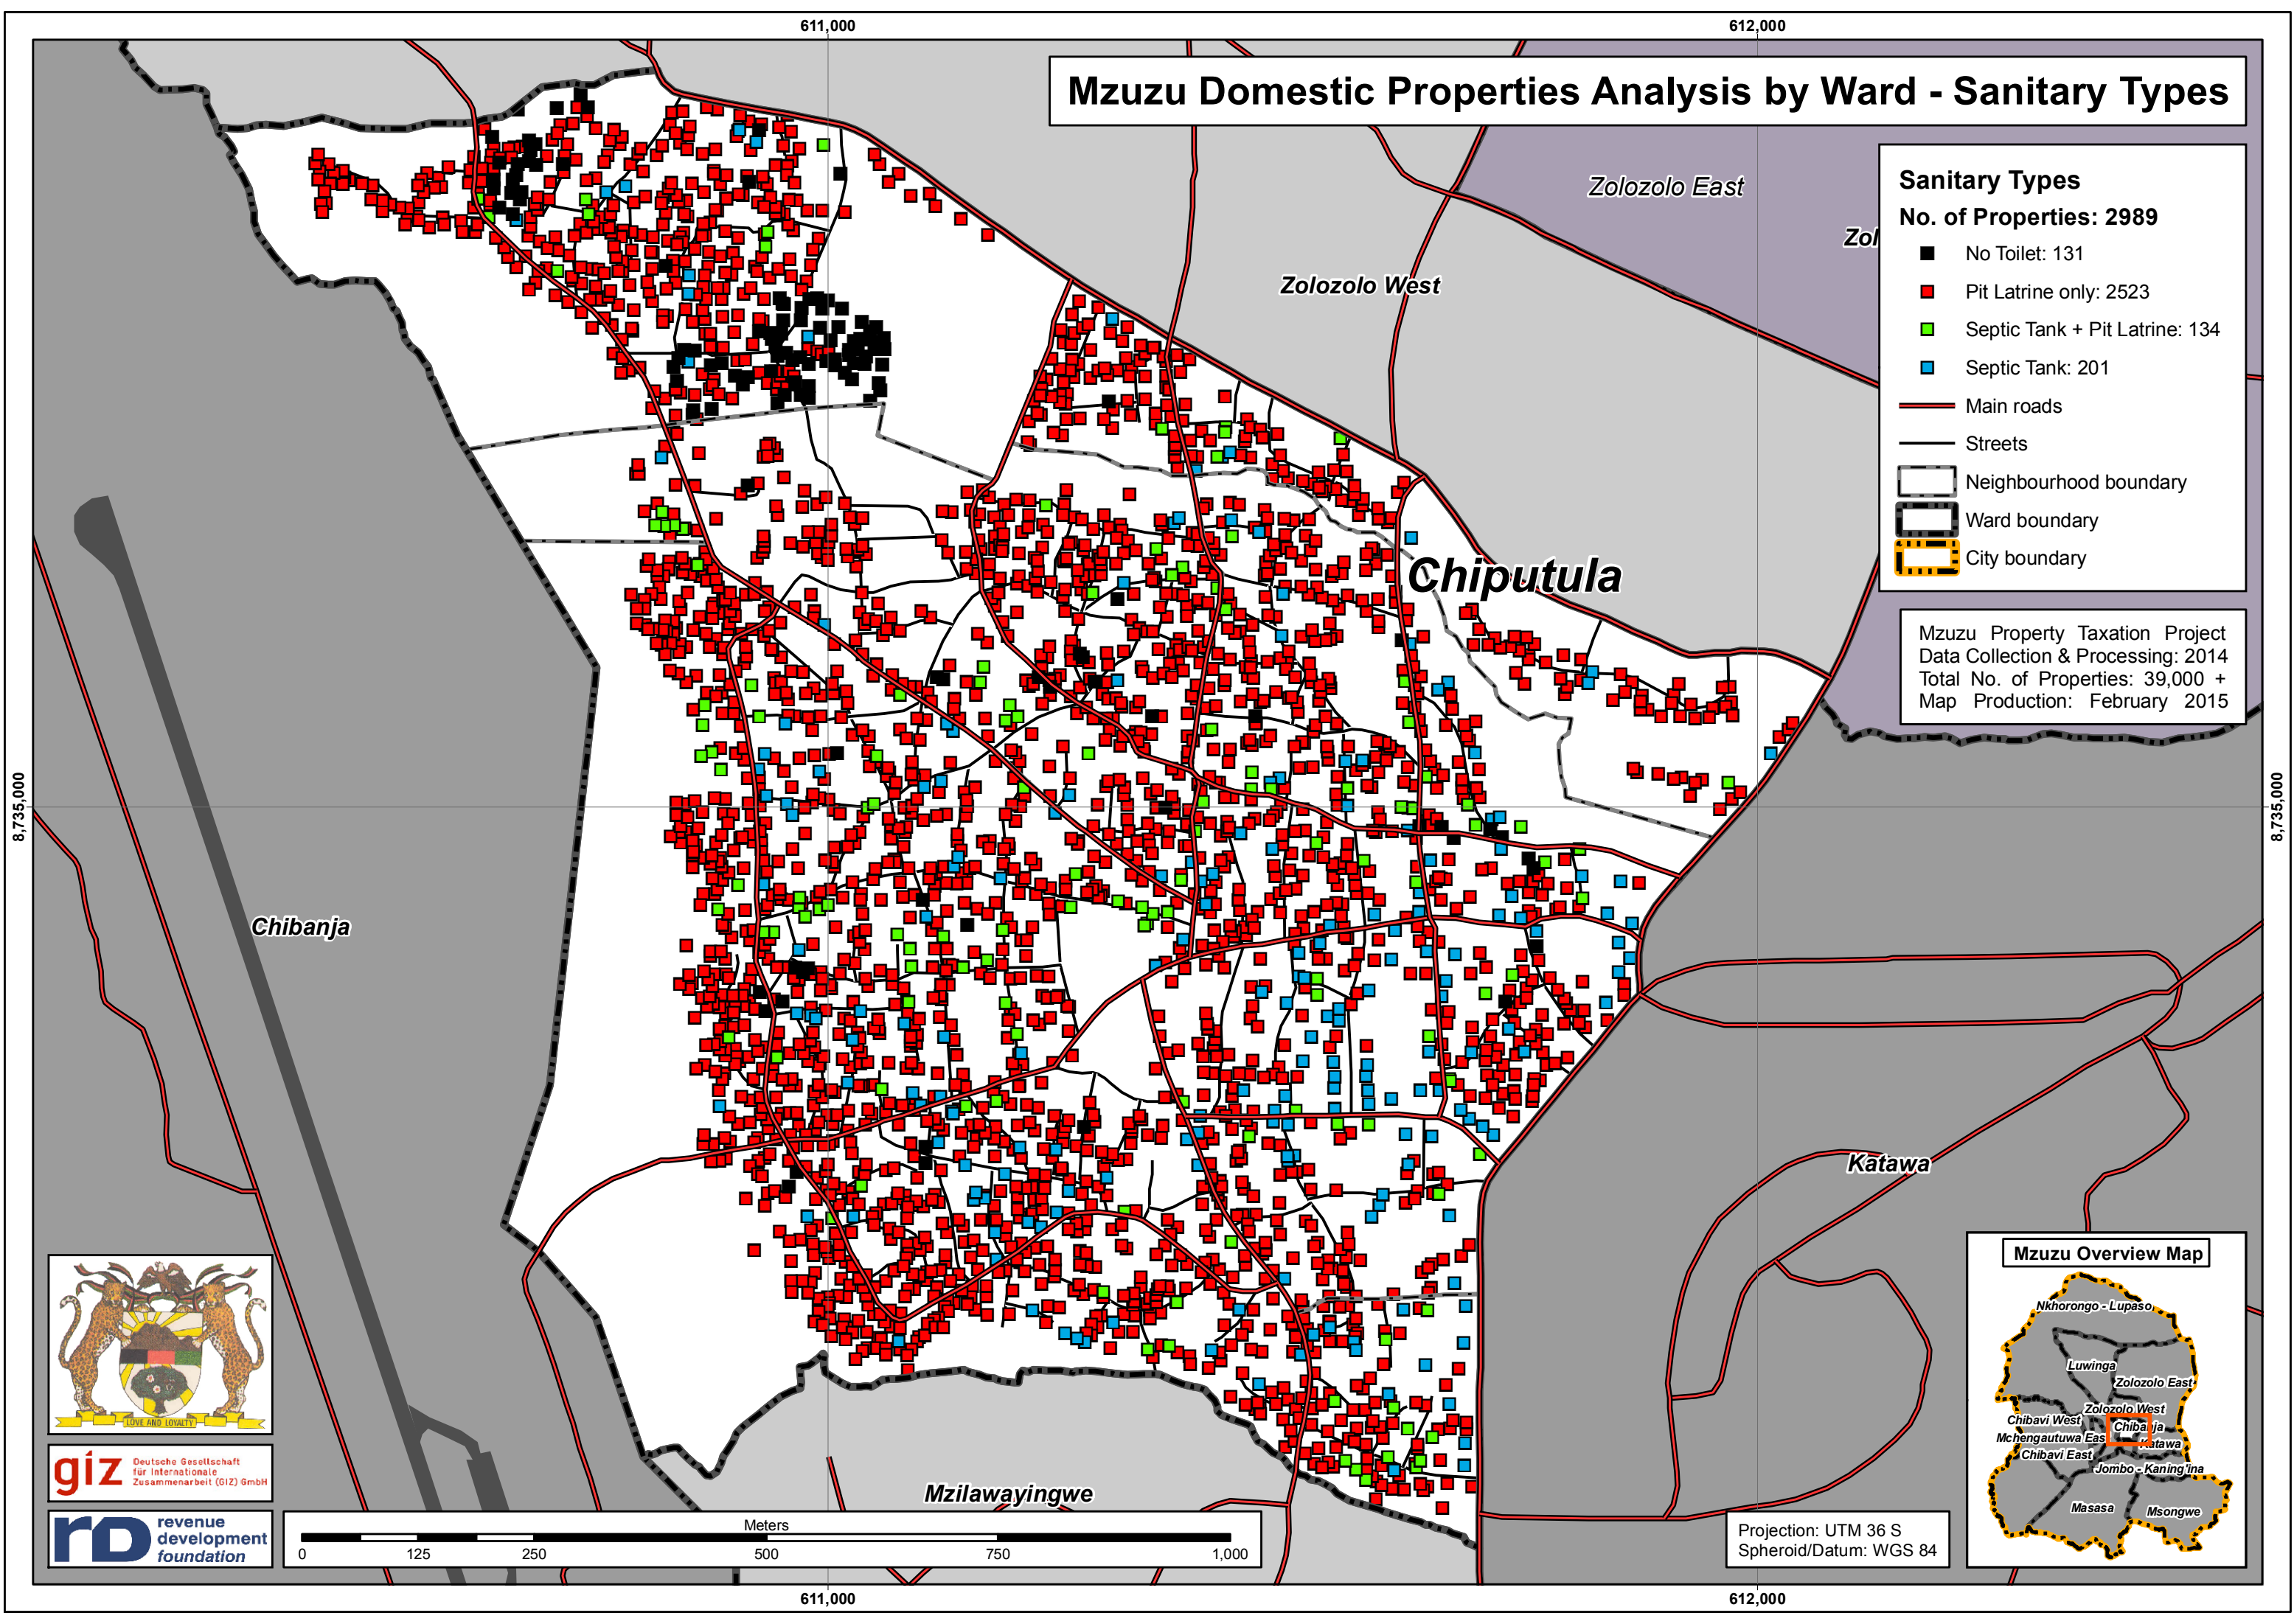 611,000
612,000
Mzuzu Domestic Properties Analysis by Ward - Sanitary Types
Zolozolo East
Zol
Zolozolo West
Sanitary Types
No. of Properties: 2989
No Toilet: 131
Pit Latrine only: 2523
Septic Tank + Pit Latrine: 134
Septic Tank: 201
Main roads
Streets
Neighbourhood boundary
Ward boundary
City boundary
Chiputula
Mzuzu Property Taxation Project
Data Collection & Processing: 2014
Total No. of Properties: 39,000 +
Map Production: February 2015
8,735,000
8,735,000
Chibanja
Katawa
Mzilawayingwe
LOVE AND LOYALTY
giz
Deutsche Gesellschaft
für Internationale
Zusammenarbeit (GIZ) GmbH
rD
revenue
development
foundation
Meters
0 125 250 500 750 1,000
Projection: UTM 36 S
Spheroid/Datum: WGS 84
Mzuzu Overview Map
Nkhorongo - Lupaso
Luwinga
Zolozolo East
Zolozolo West
Chibavi West
Chibanja
Mchengautuwa Eas
Katawa
Chibavi East
Jombo - Kaning'ina
Masasa
Msongwe
611,000
612,000